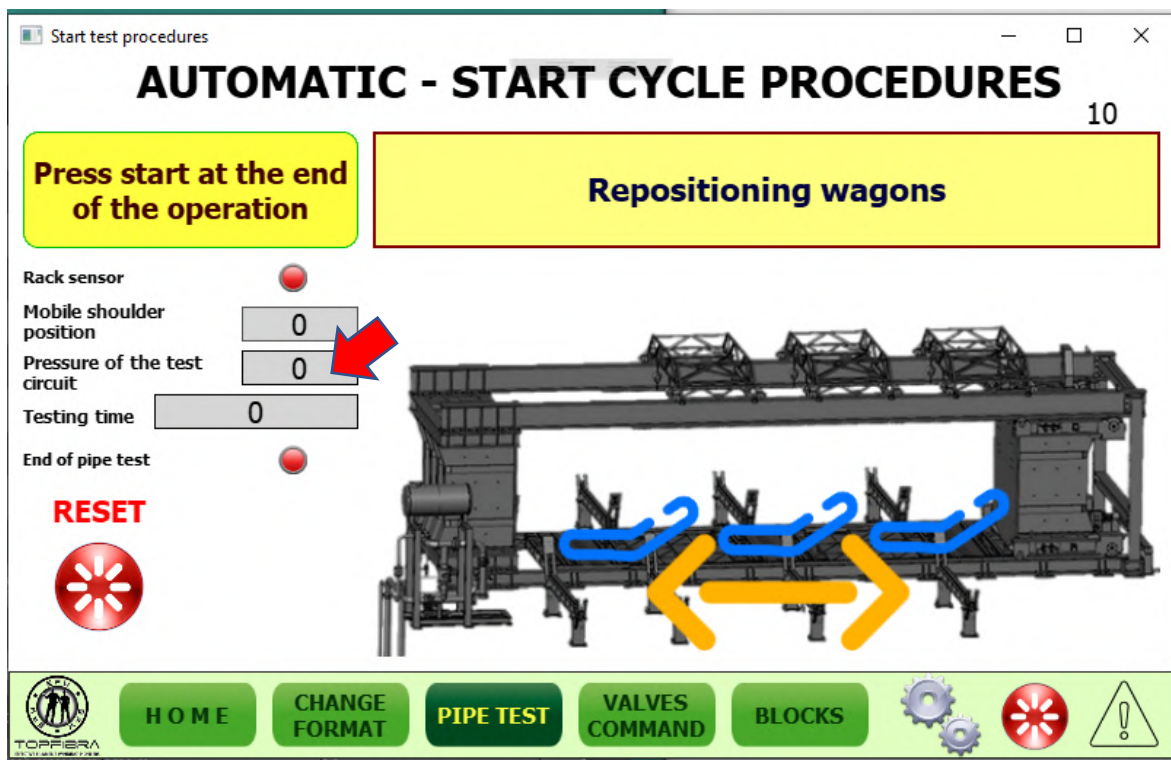 Start test procedures
AUTOMATIC - START CYCLE PROCEDURES
10
Press start at the end
of the operation
Repositioning wagons
Rack sensor
Mobile shoulder
position
0
Pressure of the test
circuit
0
Testing time
0
End of pipe test
RESET
HOME
CHANGE
FORMAT
PIPE TEST
VALVES
COMMAND
BLOCKS
TOPFIBRA